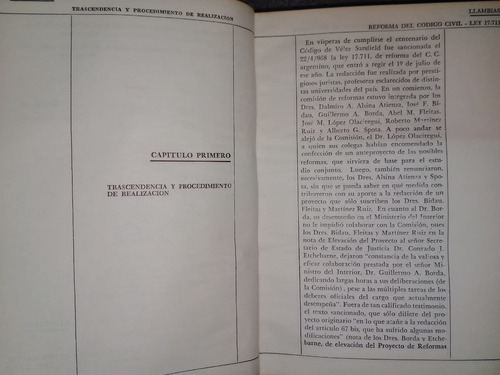 TRASCENDENCIA Y PROCEDIMIENTO DE REALIZACION
CAPITULO PRIMERO
TRASCENDENCIA Y PROCEDIMIENTO
DE REALIZACION
LLAMBIAS
REFORMA DEL CODIGO CIVIL - LEY 17.711
En vísperas de cumplirse el centenario del
Código de Vélez Sarsfield fue sancionada el
22/4/968 la ley 17.711, de reforma del C. C.
argentino, que entró a regir el 1º de julio de
ese año. La redacción fue realizada por presti-
giosos juristas, profesores esclarecidos de distin-
tas universidades del país. En un comienzo, la
comisión de reformas estuvo integrada por los
Dres. Dalmiro A. Alsina Atienza, José F. Bi-
dau, Guillermo A. Borda, Abel M. Fleitas,
José M. López Olaciregui, Roberto Martínez
Ruiz y Alberto G. Spota. A poco andar se
alejó de la Comisión, el Dr. López Olaciregui,
a quien sus colegas habían encomendado la
confección de un anteproyecto de las posibles
reformas, que sirviera de base para el estu-
dio conjunto. Luego, también renunciaron,
sucesivamente, los Dres. Alsina Atienza y Spo-
ta, sin que se pueda saber en qué medida con-
tribuyeron con su aporte a la redacción de un
proyecto que sólo suscriben los Dres. Bidau,
Fleitas y Martínez Ruiz. En cuanto al Dr. Bor-
da, su desempeño en el Ministerio del Interior
no le impidió colaborar con la Comisión, pues
los Dres. Bidau, Fleitas y Martínez Ruiz en la
nota de Elevación del Proyecto al señor Secre-
tario de Estado de Justicia Dr. Conrado J.
Etchebarne, dejaron "constancia de la valiosa y
eficaz colaboración prestada por el señor Mi-
nistro del Interior, Dr. Guillermo A. Borda,
dedicando largas horas a sus deliberaciones (de
la Comisión), pese a las múltiples tareas de los
deberes oficiales del cargo que actualmente
desempeña". Fuera de tan calificado testimonio,
el texto sancionado, que sólo difiere del pro-
yecto originario "en lo que atañe a la redacción
del artículo 67 bis, que ha sufrido algunas mo-
dificaciones" (nota de los Dres. Borda y Etche-
barne, de elevación del Proyecto de Reformas